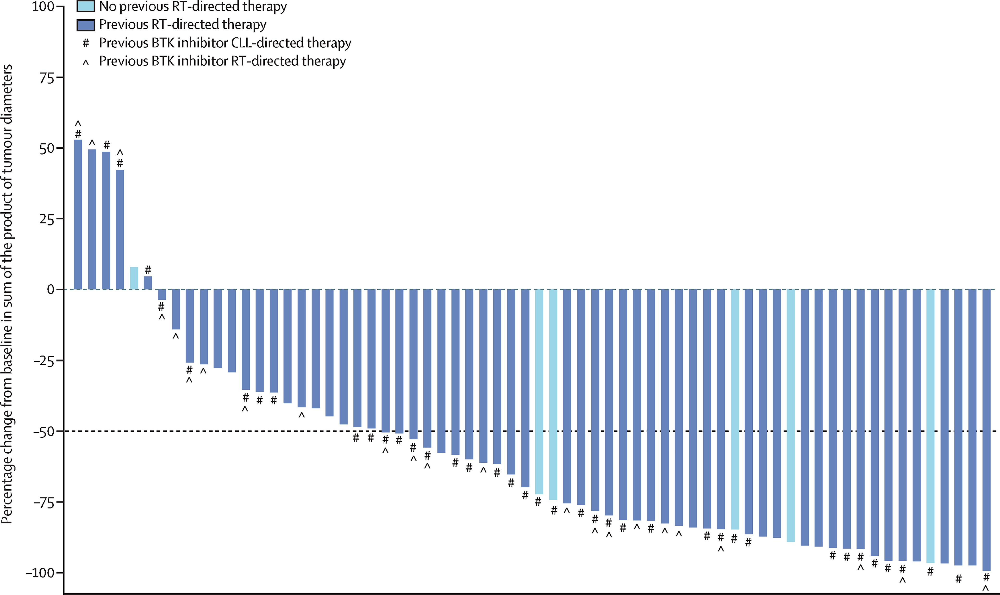 No previous RT-directed therapy
Previous RT-directed therapy
# Previous BTK inhibitor CLL-directed therapy
^ Previous BTK inhibitor RT-directed therapy
Percentage change from baseline in sum of the product of tumour diameters
100
75
50
25
0
−25
−50
−75
−100
^ # ^ # ^ # #
# ^ ^ # ^ ^ # ^ # # ^
# # # ^ # # ^ # ^ # # ^ # # #
# # ^ # # ^ # ^ # ^ # ^ ^ # # ^ # #
# # # ^ # # # ^ # # # ^